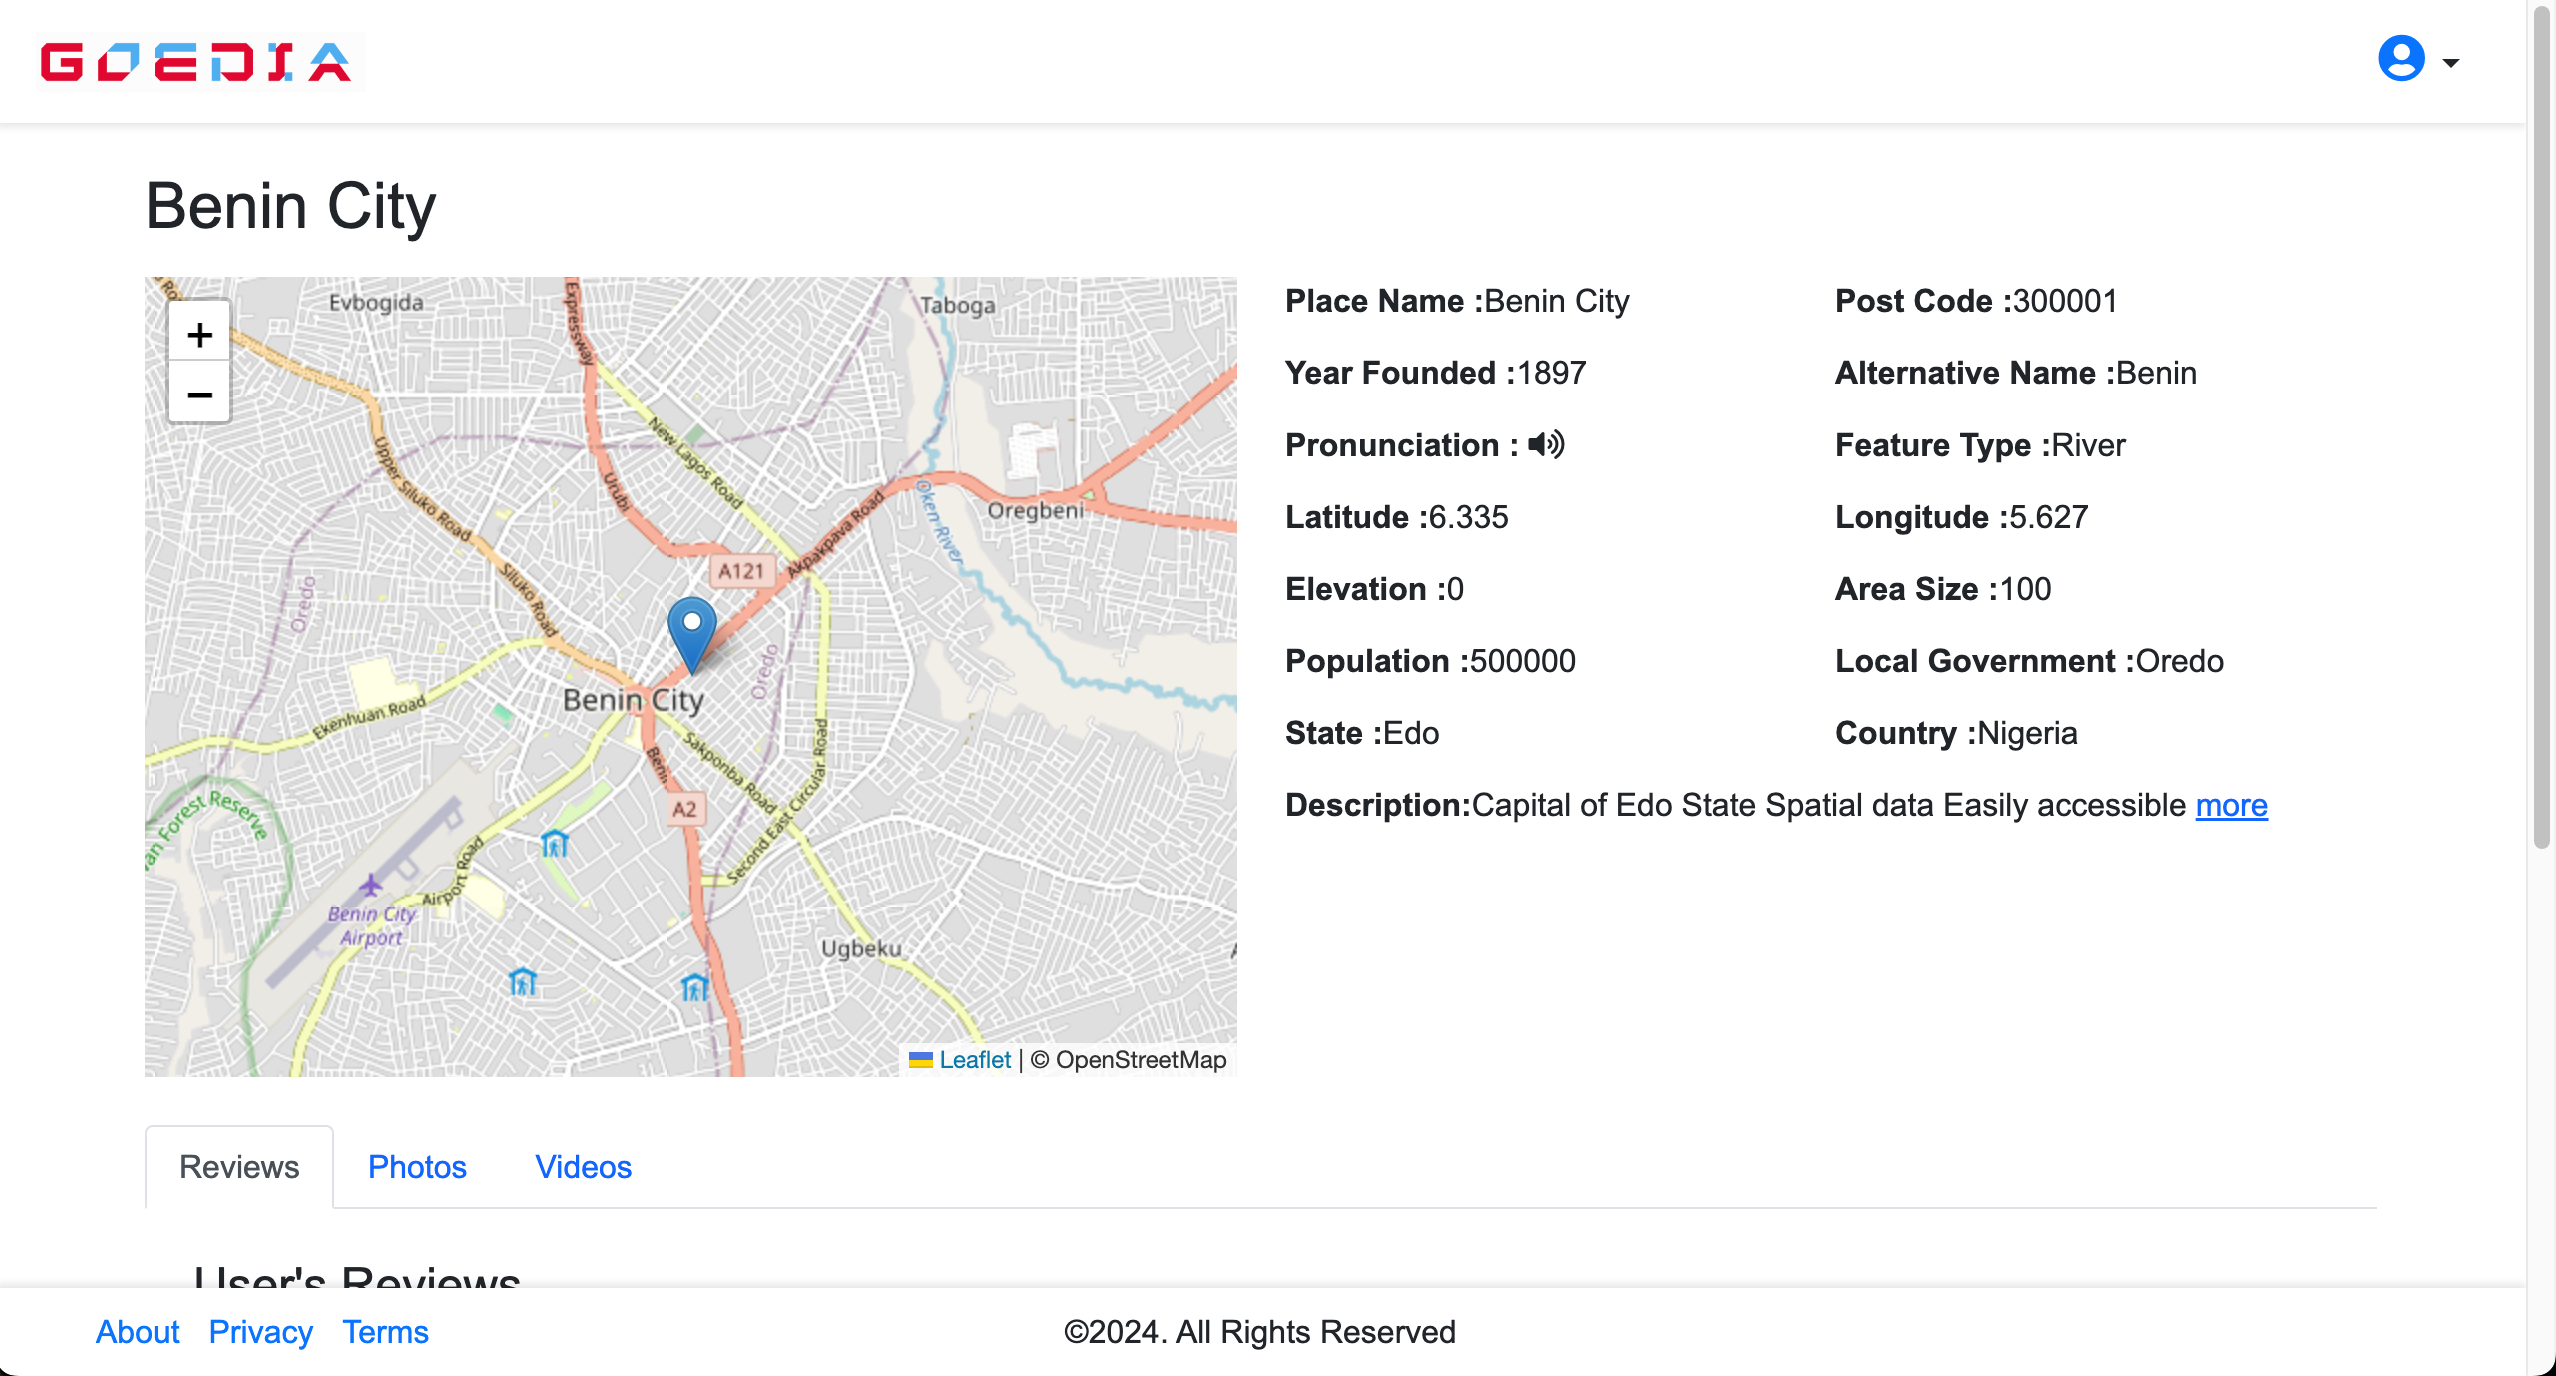 GOEDIA
Benin City
Evbogida
Expressway
Taboga
+
−
Upper Siluko Road
New Lagos Road
Urubi
Akpakpava Road
Oken River
Oregbeni
A121
Siluko Road
Oredo
Oredo
Benin City
Ekenhuan Road
Sakponba Road
Benin
A2
Second East Circular Road
Forest Reserve
Airport Road
Benin City
Airport
Ugbeku
Leaflet | © OpenStreetMap
Place Name :Benin City
Post Code :300001
Year Founded :1897
Alternative Name :Benin
Pronunciation :
Feature Type :River
Latitude :6.335
Longitude :5.627
Elevation :0
Area Size :100
Population :500000
Local Government :Oredo
State :Edo
Country :Nigeria
Description:Capital of Edo State Spatial data Easily accessible more
Reviews Photos Videos
User's Reviews
About Privacy Terms
©2024. All Rights Reserved